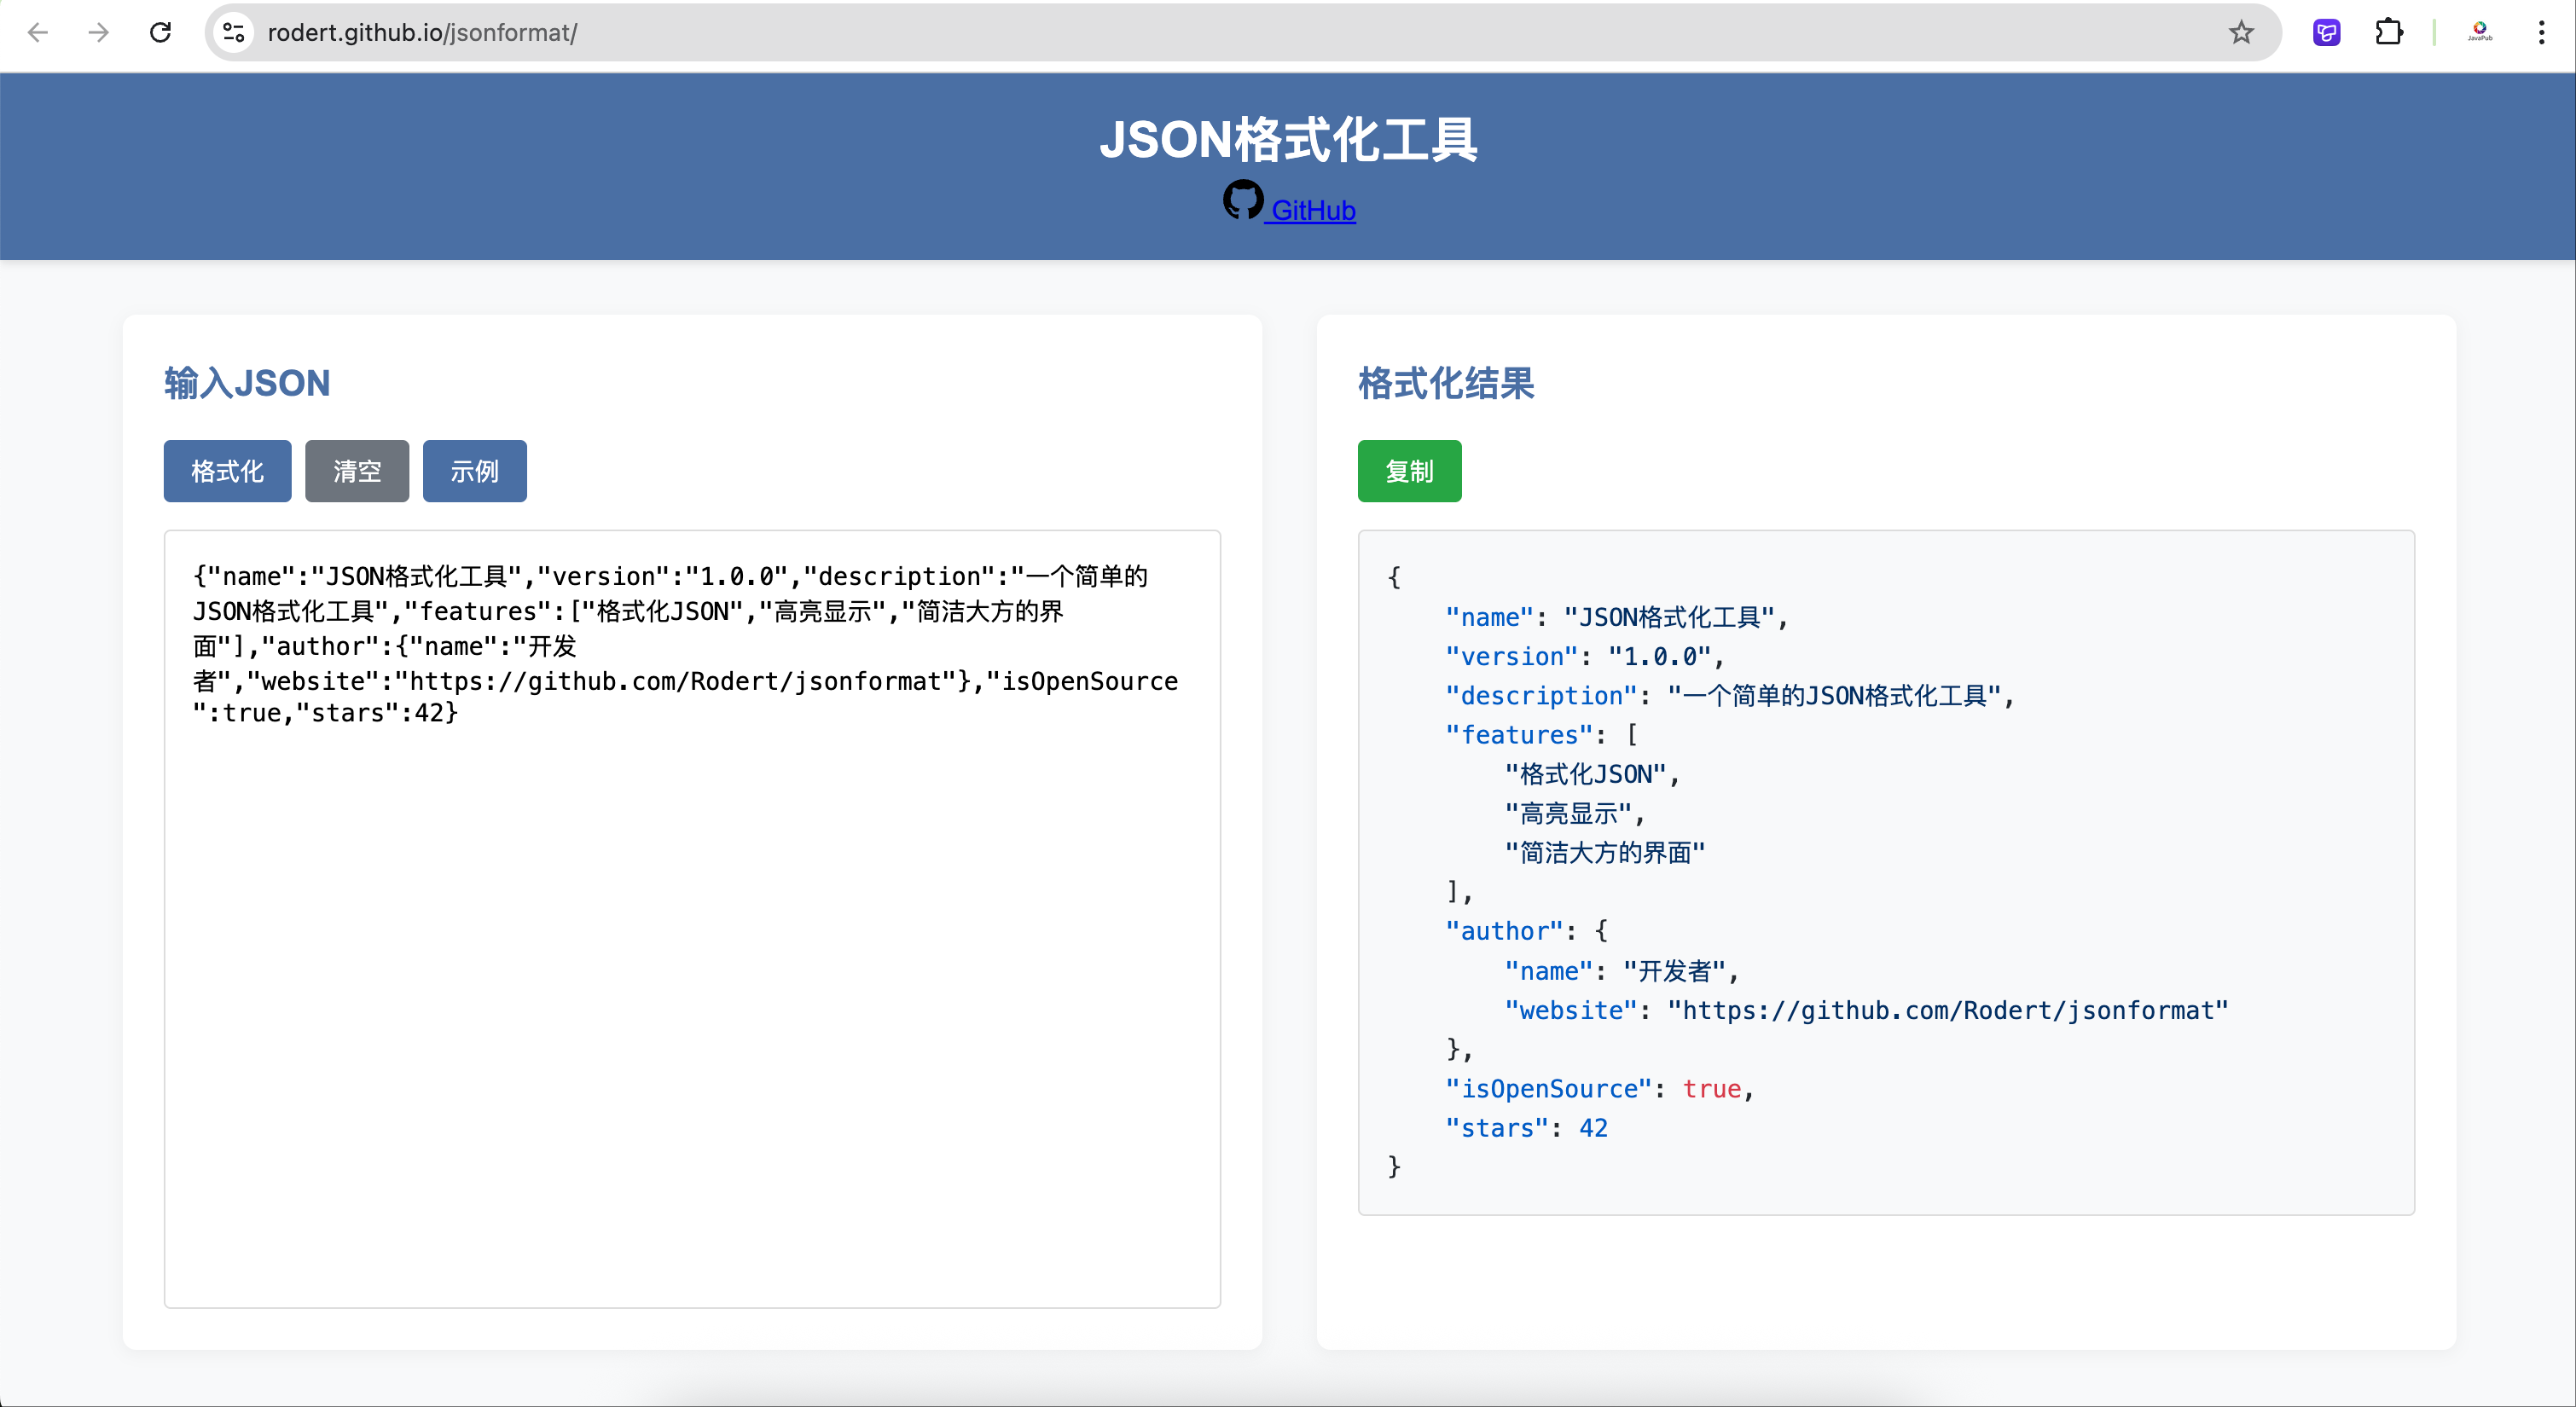 rodert.github.io/jsonformat/
JavaPub
JSON格式化工具
GitHub
输入JSON
格式化
清空
示例
{"name":"JSON格式化工具","version":"1.0.0","description":"一个简单的
JSON格式化工具","features":["格式化JSON","高亮显示","简洁大方的界
面"],"author":{"name":"开发
者","website":"https://github.com/Rodert/jsonformat"},"isOpenSource
":true,"stars":42}
格式化结果
复制
{
    "name": "JSON格式化工具",
    "version": "1.0.0",
    "description": "一个简单的JSON格式化工具",
    "features": [
        "格式化JSON",
        "高亮显示",
        "简洁大方的界面"
    ],
    "author": {
        "name": "开发者",
        "website": "https://github.com/Rodert/jsonformat"
    },
    "isOpenSource": true,
    "stars": 42
}